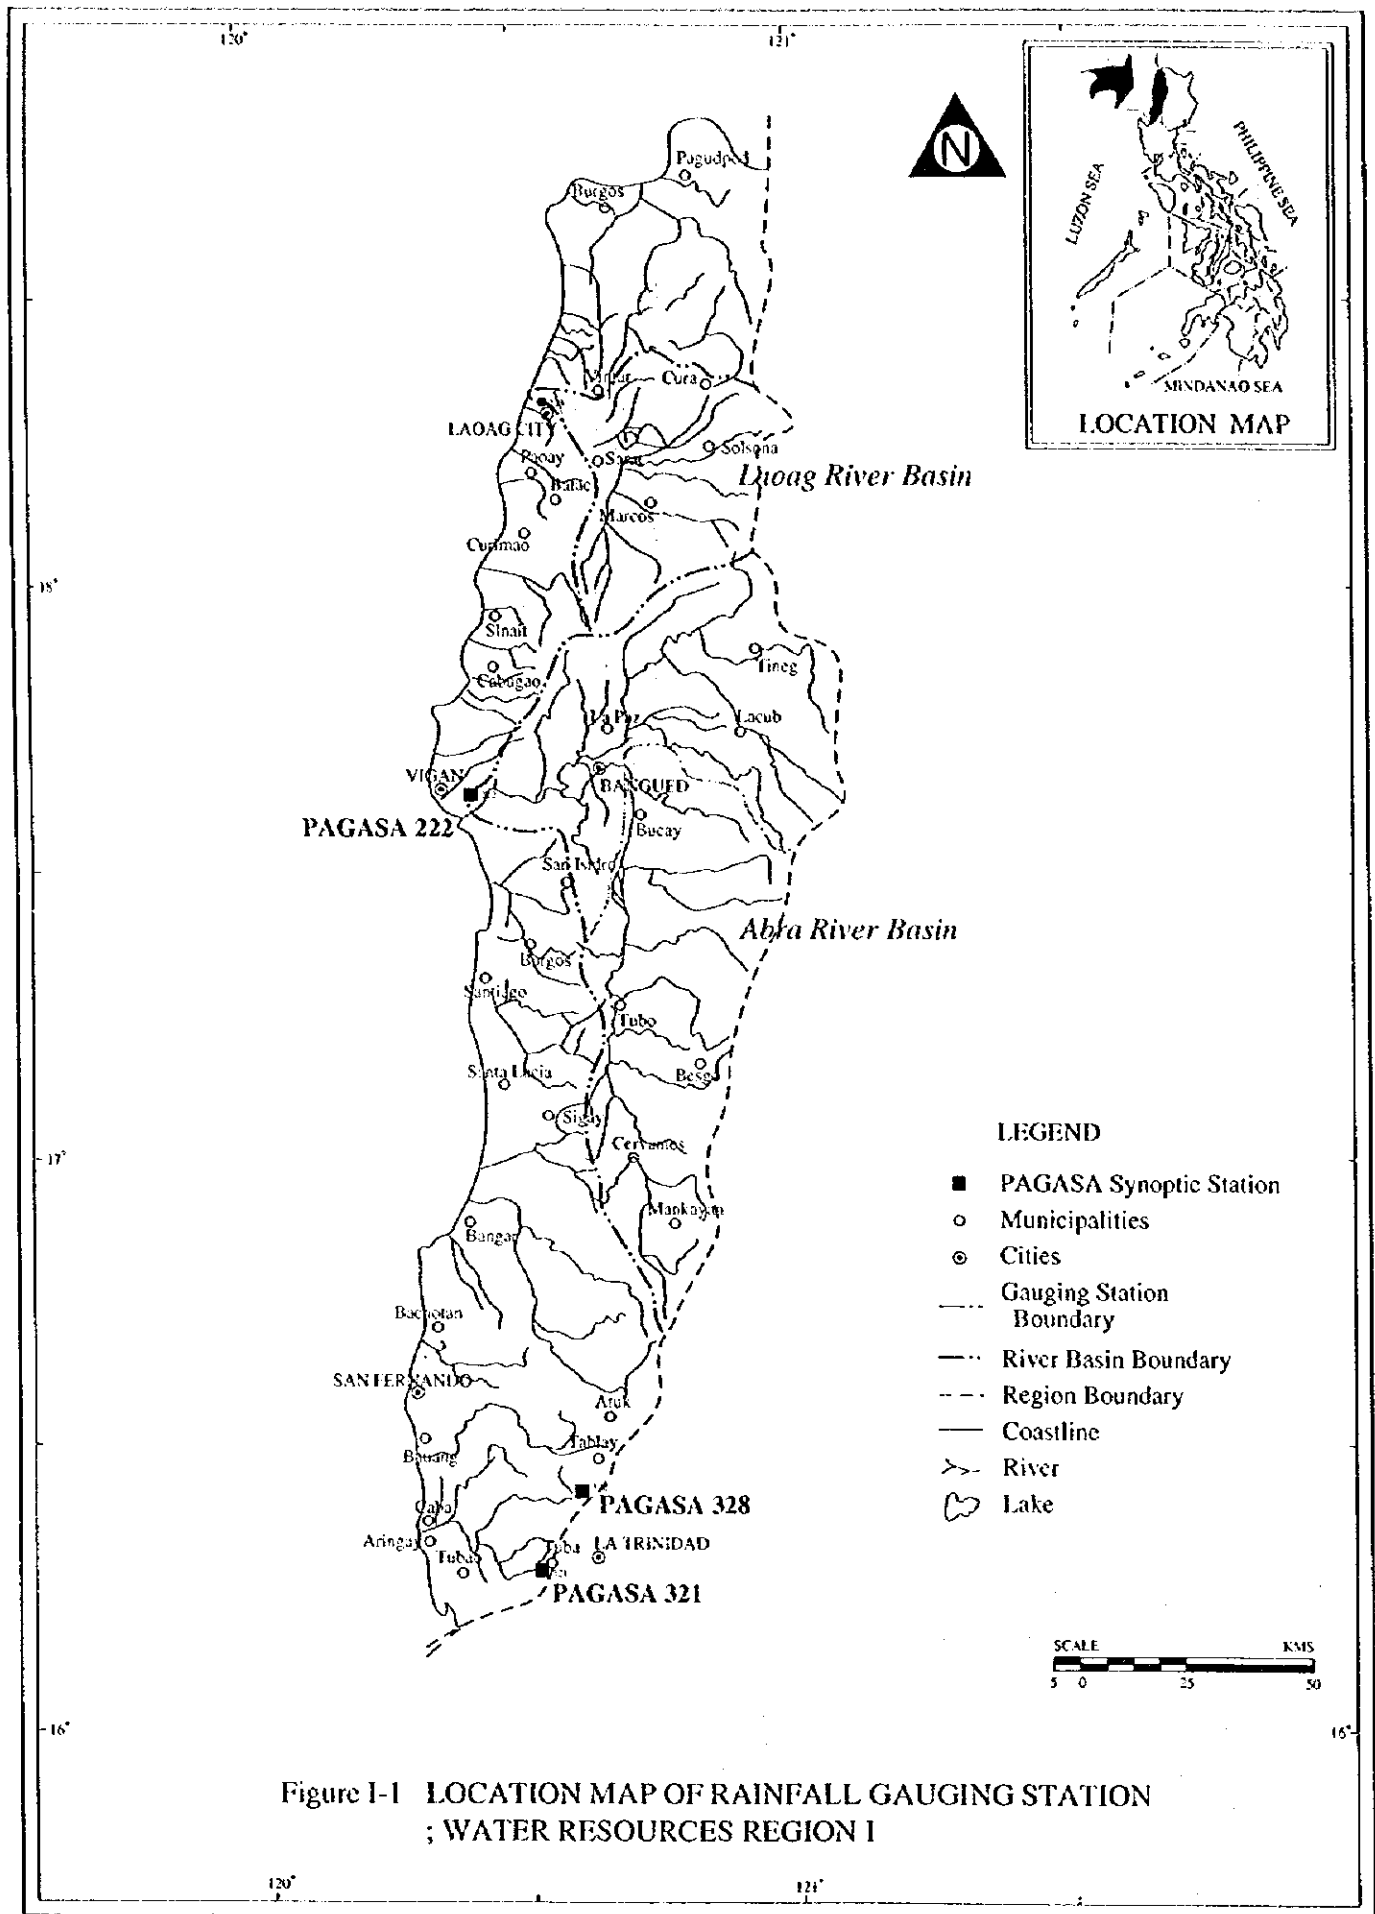 120°
121°
PHILIPPINE SEA
LUZON SEA
MINDANAO SEA
LOCATION MAP
N
Pagudpod
Burgos
Vintar
Cura
LAOAG CITY
Solsona
Paoay
Sarat
Laoag River Basin
Batac
Marcos
Currimao
18°
Sinait
Tineg
Cabugao
La Paz
Lacub
VIGAN
BANGUED
PAGASA 222
Bucay
San Isidro
Abra River Basin
Burgos
Santiago
Tubo
Santa Lucia
Besga
Sigay
Cervantes
17°
Mankayan
Bangar
Bacnotan
SAN FERNANDO
Atuk
Bauang
Tablay
PAGASA 328
Caba
Aringay
Tubao
Tuba
LA TRINIDAD
PAGASA 321
LEGEND
PAGASA Synoptic Station
Municipalities
Cities
Gauging Station
Boundary
River Basin Boundary
Region Boundary
Coastline
River
Lake
SCALE KMS
5 0 25 50
16°
16°
Figure I-1 LOCATION MAP OF RAINFALL GAUGING STATION
; WATER RESOURCES REGION I
120°
121°